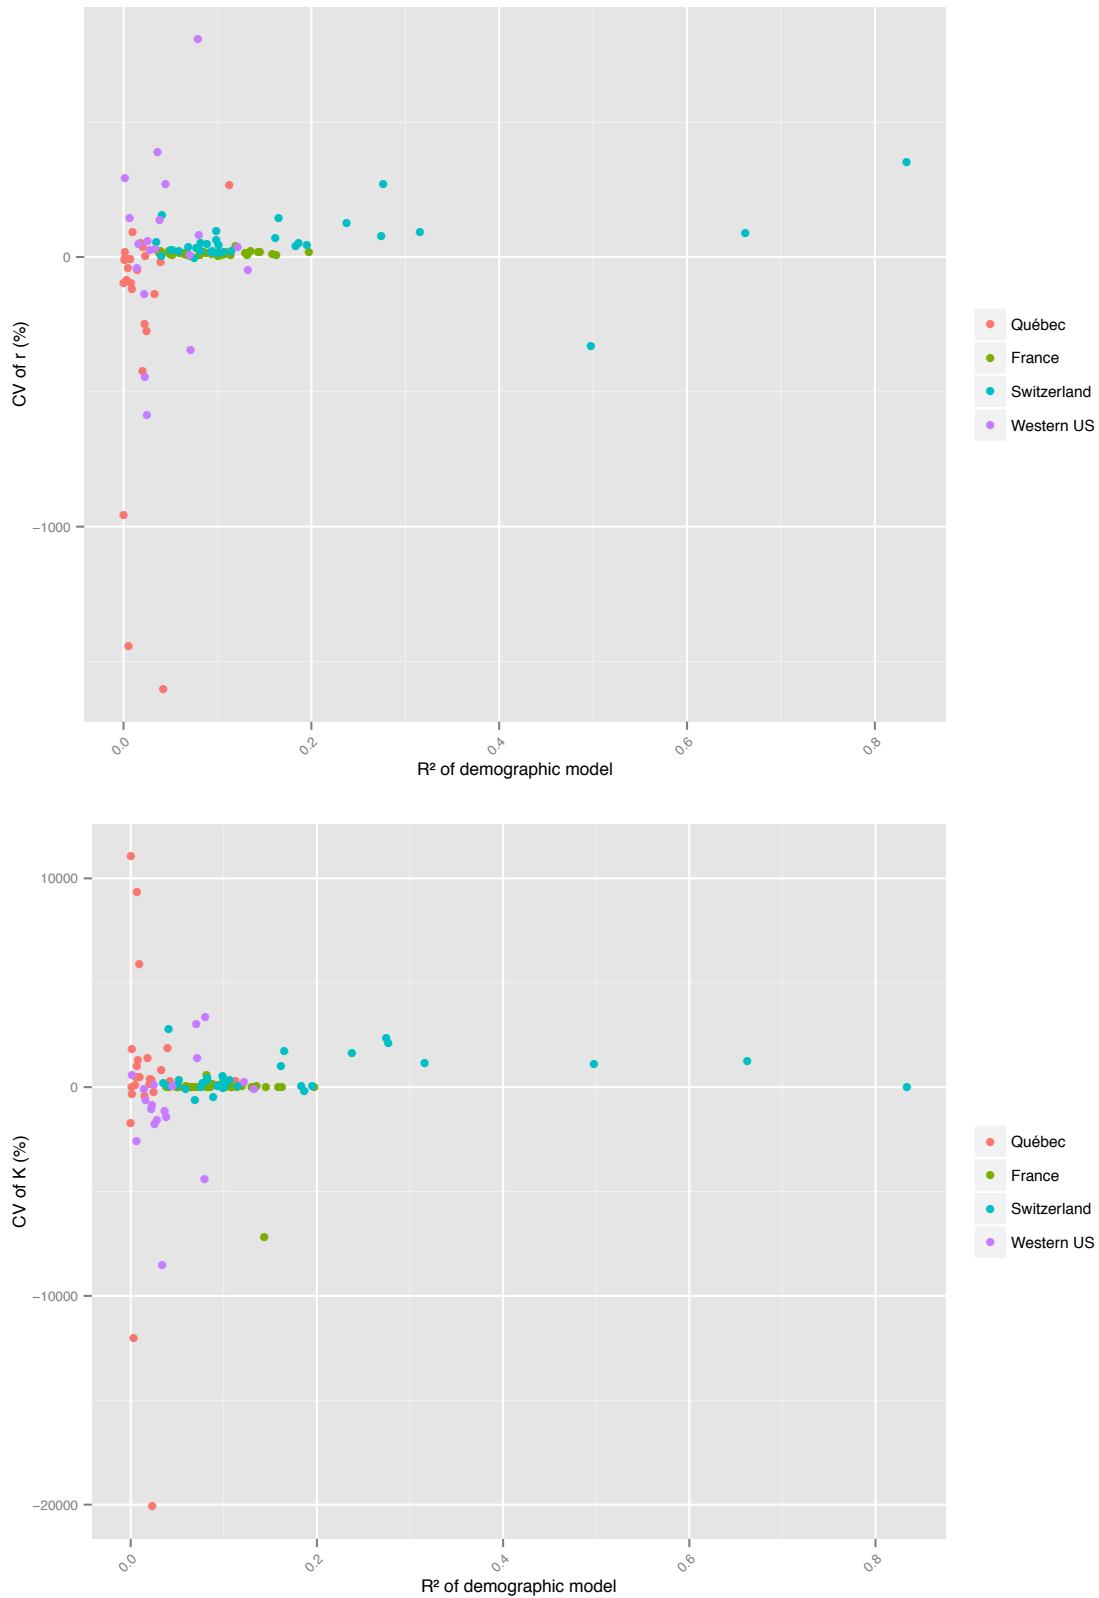 CV of r (%)
0
−1000
0.0
0.2
0.4
0.6
0.8
R² of demographic model
Québec
France
Switzerland
Western US
CV of K (%)
10000
0
−10000
−20000
0.0
0.2
0.4
0.6
0.8
R² of demographic model
Québec
France
Switzerland
Western US